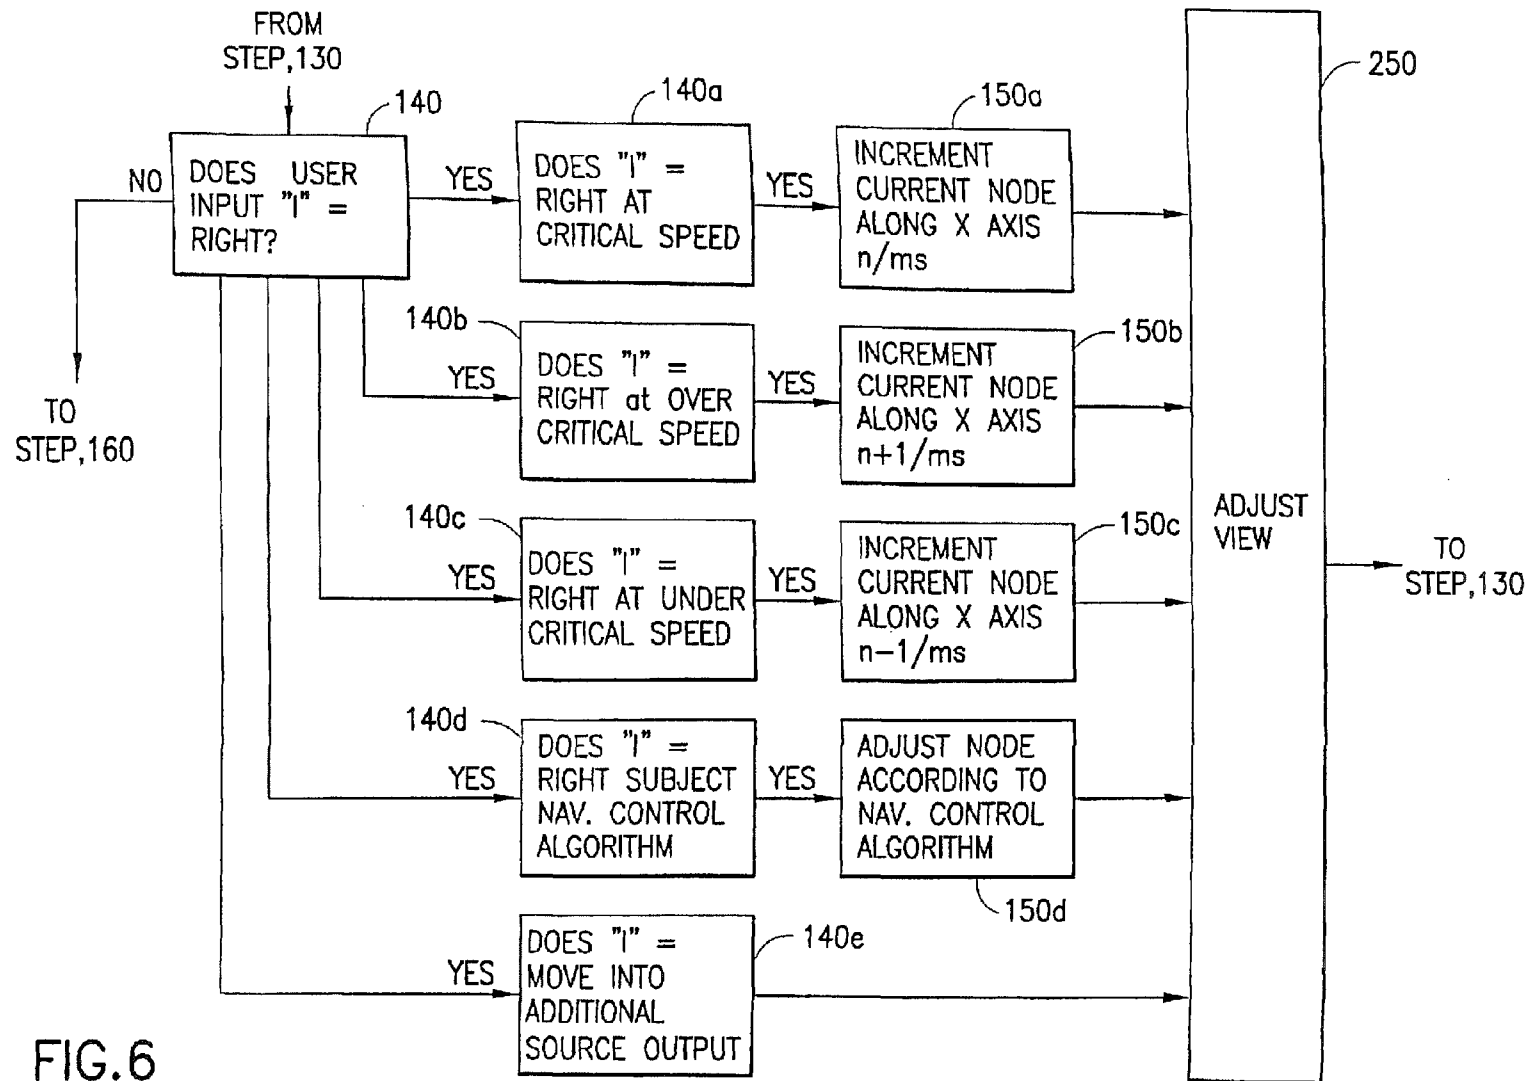 FROM
STEP,130
140
DOES USER
INPUT "I" =
RIGHT?
NO
TO
STEP,160
YES
140a
DOES "I" =
RIGHT AT
CRITICAL SPEED
YES
150a
INCREMENT
CURRENT NODE
ALONG X AXIS
n/ms
140b
YES
DOES "I" =
RIGHT at OVER
CRITICAL SPEED
YES
150b
INCREMENT
CURRENT NODE
ALONG X AXIS
n+1/ms
140c
YES
DOES "I" =
RIGHT AT UNDER
CRITICAL SPEED
YES
150c
INCREMENT
CURRENT NODE
ALONG X AXIS
n-1/ms
140d
YES
DOES "I" =
RIGHT SUBJECT
NAV. CONTROL
ALGORITHM
YES
ADJUST NODE
ACCORDING TO
NAV. CONTROL
ALGORITHM
150d
YES
DOES "I" =
MOVE INTO
ADDITIONAL
SOURCE OUTPUT
140e
250
ADJUST
VIEW
TO
STEP,130
FIG.6